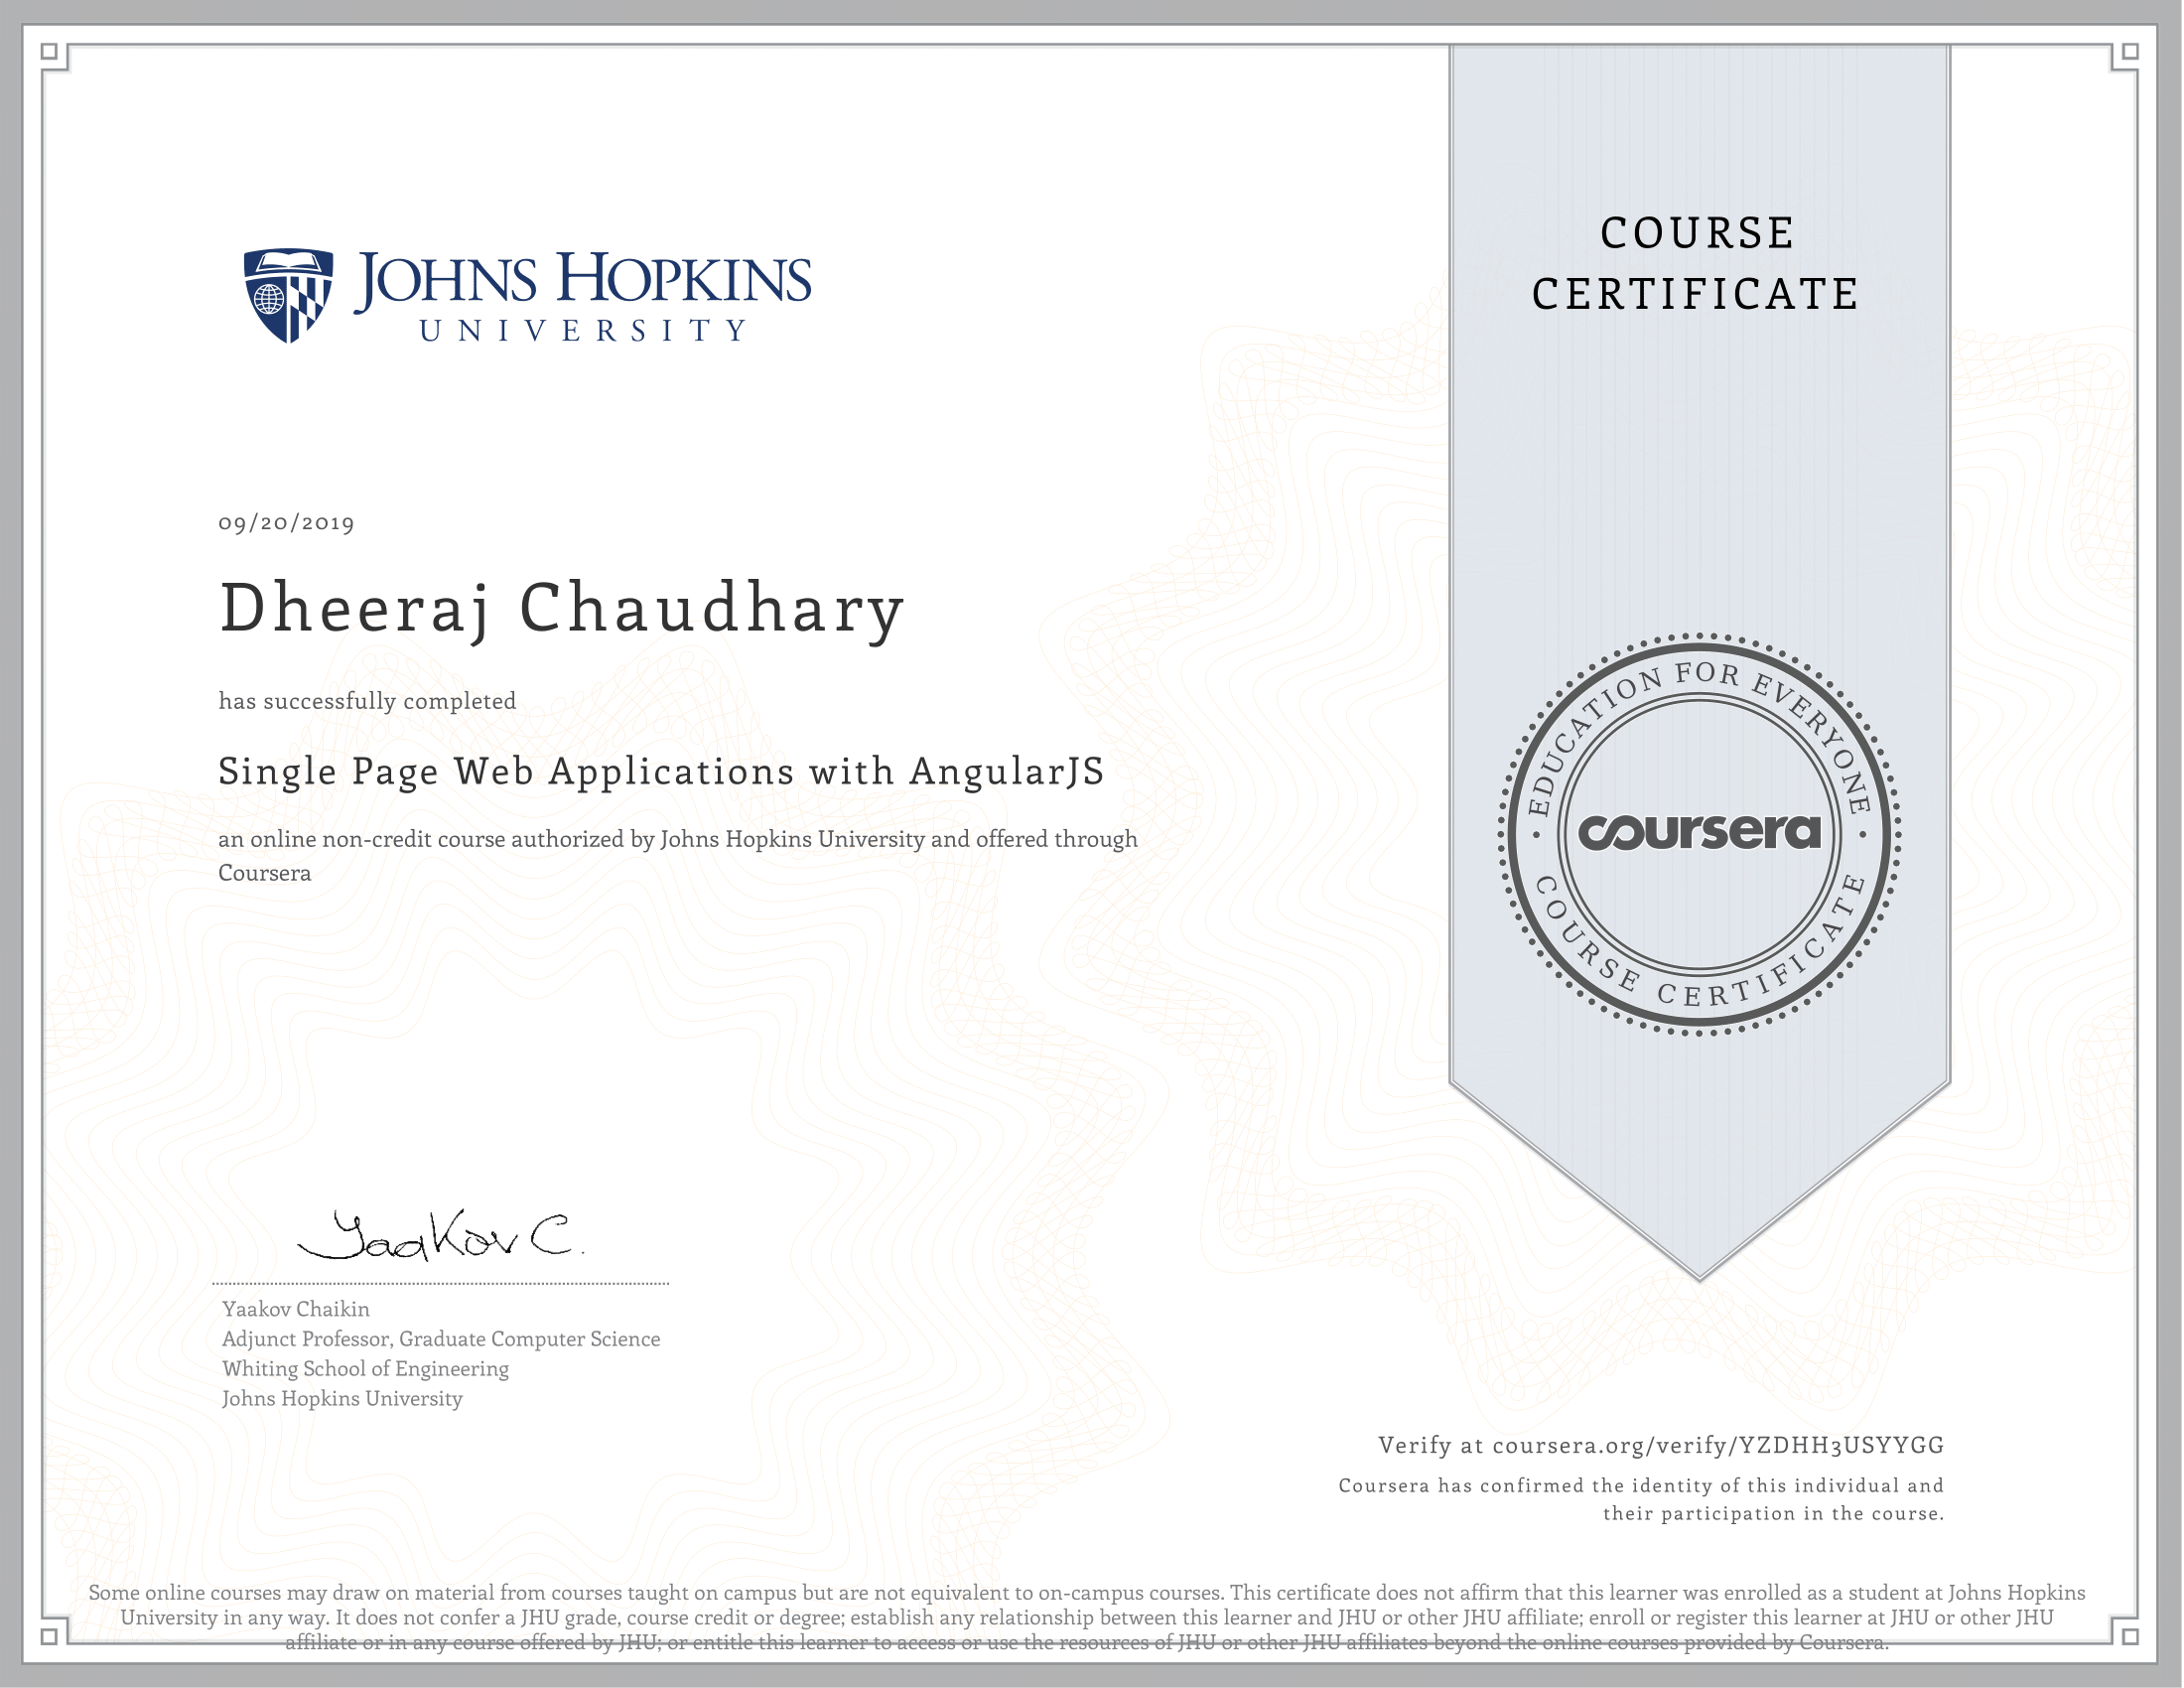 JOHNS HOPKINS
UNIVERSITY
COURSE
CERTIFICATE
09/20/2019
Dheeraj Chaudhary
has successfully completed
Single Page Web Applications with AngularJS
an online non-credit course authorized by Johns Hopkins University and offered through
Coursera
EDUCATION FOR EVERYONE
coursera
COURSE CERTIFICATE
Yaakov C.
Yaakov Chaikin
Adjunct Professor, Graduate Computer Science
Whiting School of Engineering
Johns Hopkins University
Verify at coursera.org/verify/YZDHH3USYYGG
Coursera has confirmed the identity of this individual and
their participation in the course.
Some online courses may draw on material from courses taught on campus but are not equivalent to on-campus courses. This certificate does not affirm that this learner was enrolled as a student at Johns Hopkins
University in any way. It does not confer a JHU grade, course credit or degree; establish any relationship between this learner and JHU or other JHU affiliate; enroll or register this learner at JHU or other JHU
affiliate or in any course offered by JHU; or entitle this learner to access or use the resources of JHU or other JHU affiliates beyond the online courses provided by Coursera.